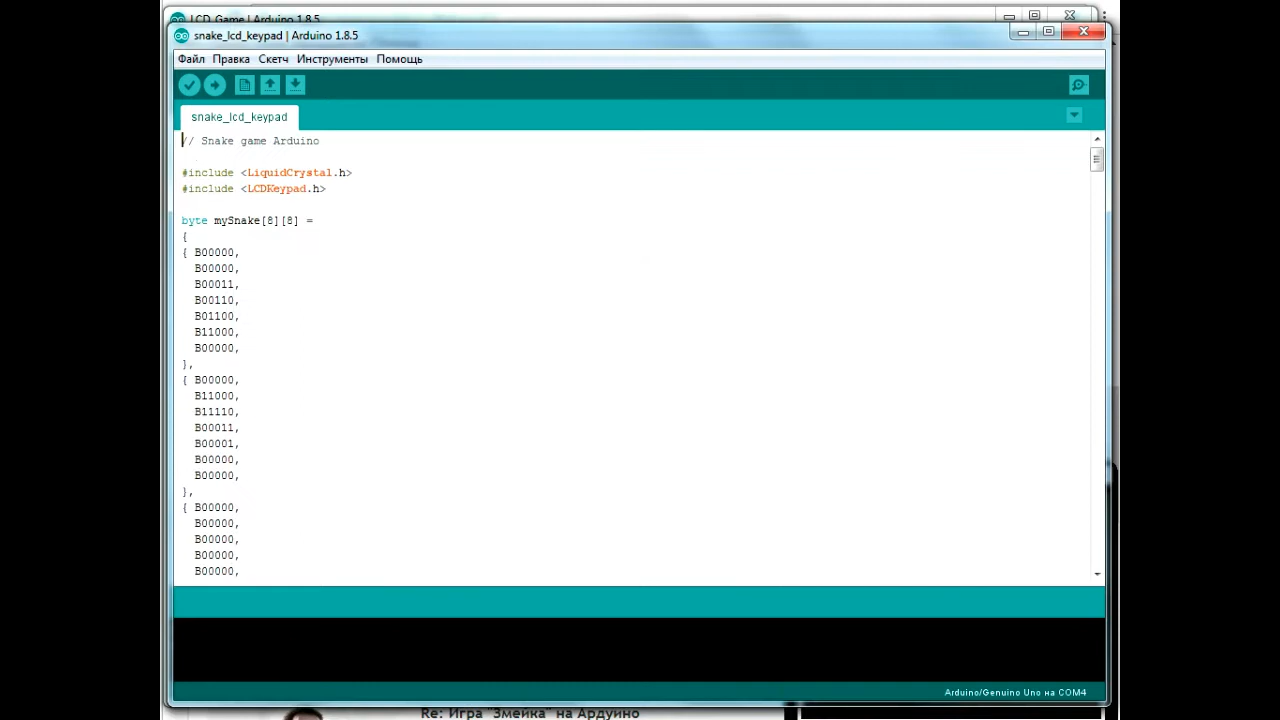 LCD_Game | Arduino 1.8.5
snake_lcd_keypad | Arduino 1.8.5
Файл Правка Скетч Инструменты Помощь
snake_lcd_keypad
// Snake game Arduino
#include <LiquidCrystal.h>
#include <LCDKeypad.h>
byte mySnake[8][8] =
{
{ B00000,
B00000,
B00011,
B00110,
B01100,
B11000,
B00000,
},
{ B00000,
B11000,
B11110,
B00011,
B00001,
B00000,
B00000,
},
{ B00000,
B00000,
B00000,
B00000,
B00000,
Arduino/Genuino Uno на COM4
Re: Игра "Змейка" на Ардуино